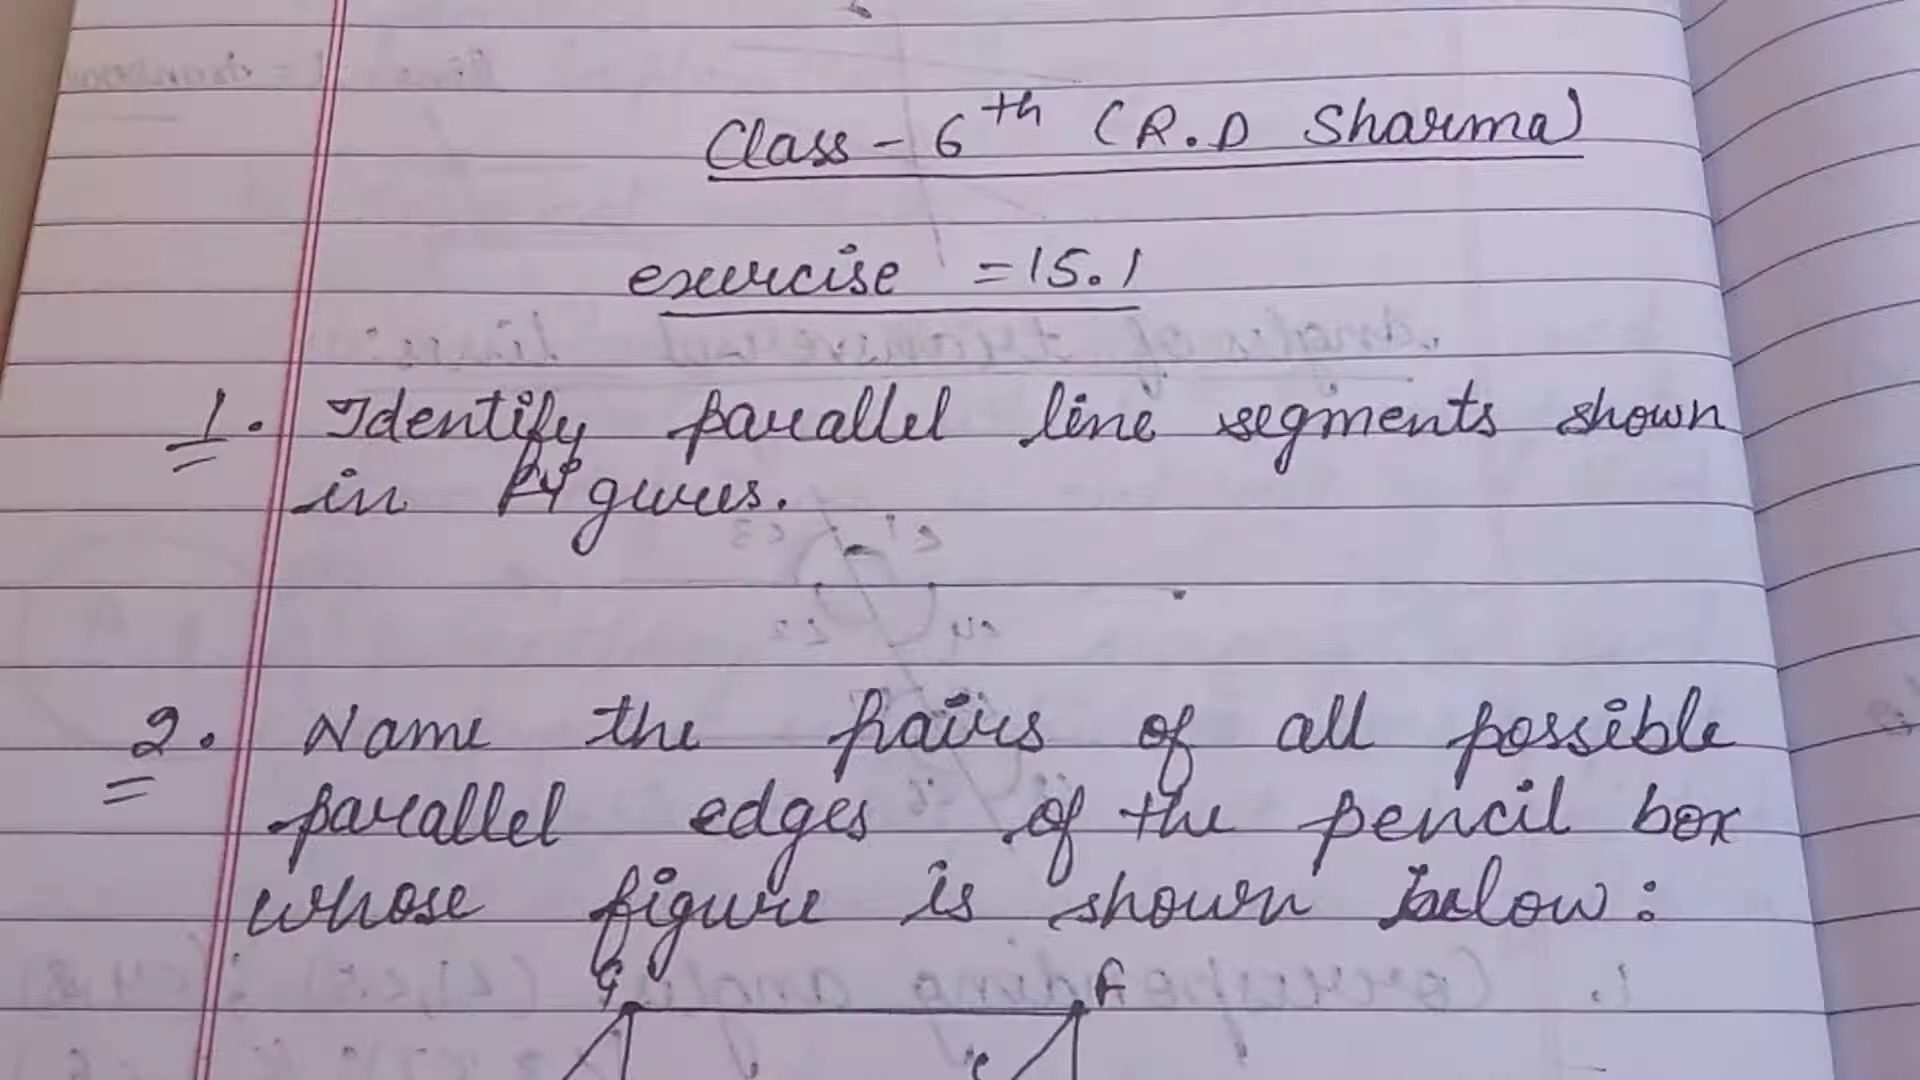 Class - 6th (R.D Sharma)
exercise = 15.1
1. Identify parallel line segments shown
in figures.
2. Name the pairs of all possible
parallel edges of the pencil box
whose figure is shown below:
G F